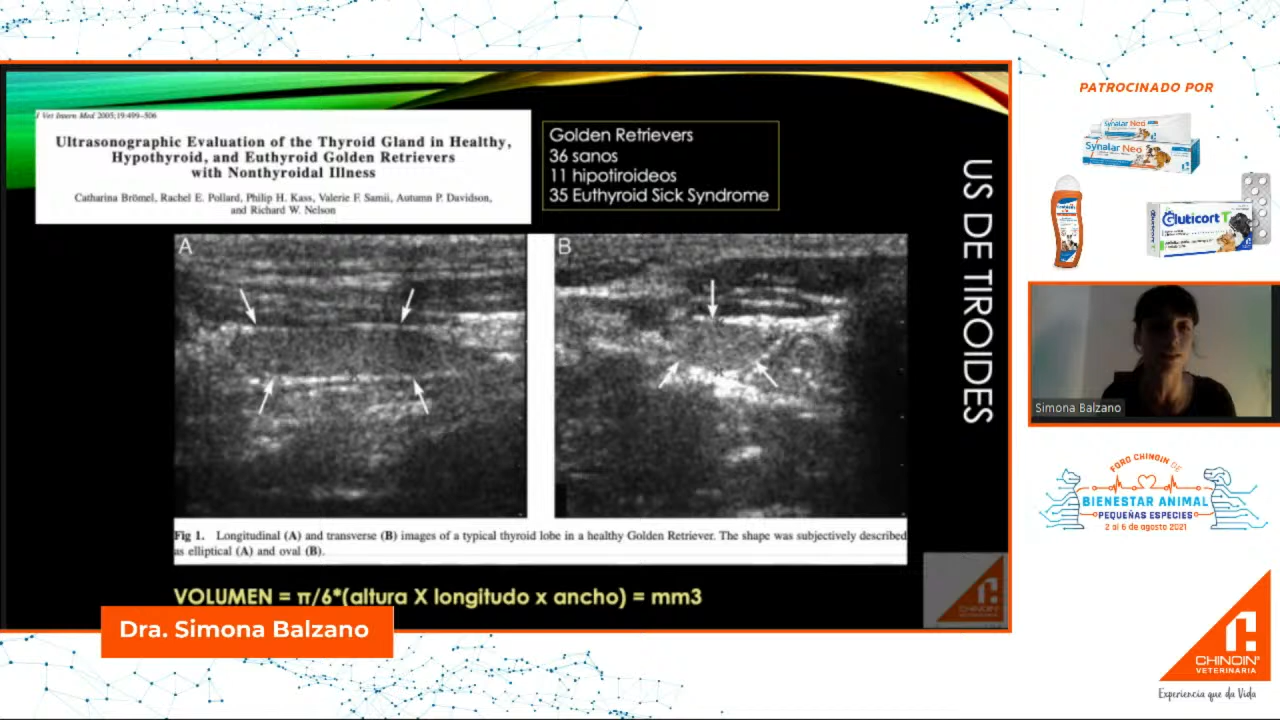 J Vet Intern Med 2005;19:499–506
Ultrasonographic Evaluation of the Thyroid Gland in Healthy,
Hypothyroid, and Euthyroid Golden Retrievers
with Nonthyroidal Illness
Catharina Brömel, Rachel E. Pollard, Philip H. Kass, Valerie F. Samii, Autumn P. Davidson,
and Richard W. Nelson
Golden Retrievers
36 sanos
11 hipotiroideos
35 Euthyroid Sick Syndrome
US DE TIROIDES
A
B
Fig 1. Longitudinal (A) and transverse (B) images of a typical thyroid lobe in a healthy Golden Retriever. The shape was subjectively described
as elliptical (A) and oval (B).
VOLUMEN = π/6*(altura X longitudo x ancho) = mm3
Dra. Simona Balzano
PATROCINADO POR
Synalar Neo
Synalar Neo
Gluticort T
Simona Balzano
FORO CHINOIN DE
BIENESTAR ANIMAL
PEQUEÑAS ESPECIES
2 al 6 de agosto 2021
CHINOIN
VETERINARIA
Experiencia que da Vida